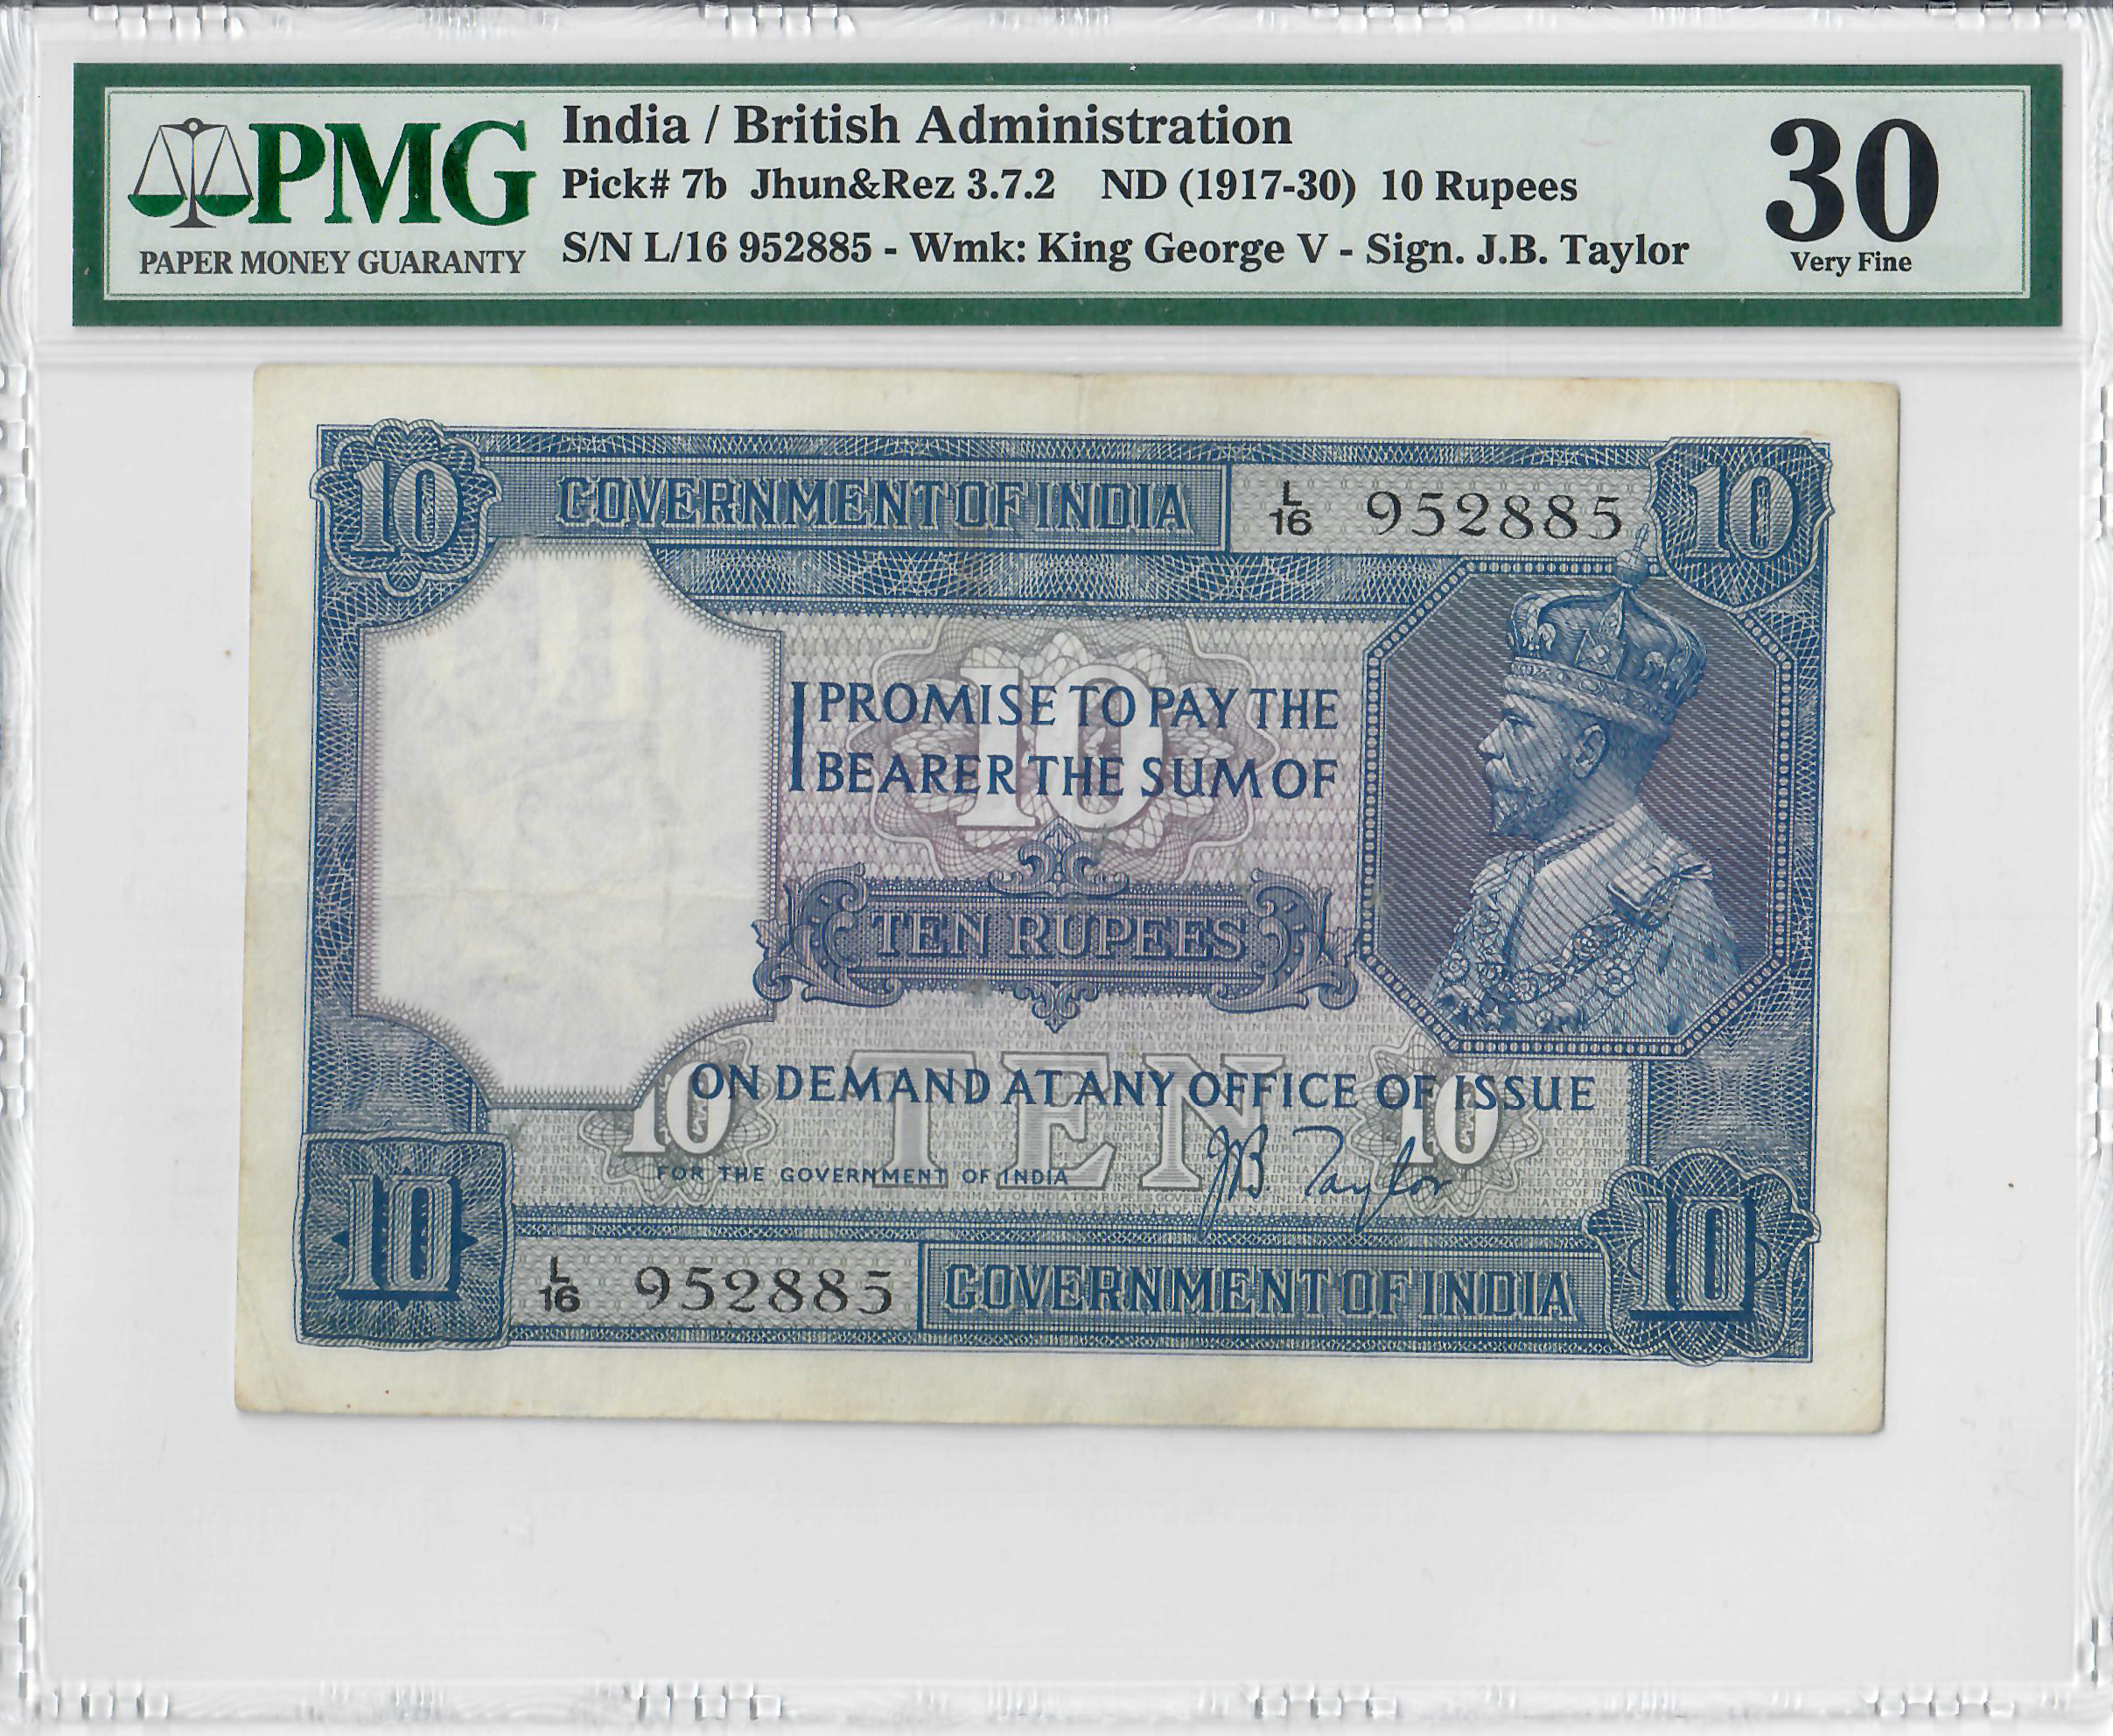 PMG
PAPER MONEY GUARANTY
India / British Administration
Pick# 7b Jhun&Rez 3.7.2 ND (1917-30) 10 Rupees
S/N L/16 952885 - Wmk: King George V - Sign. J.B. Taylor
30
Very Fine
10
GOVERNMENT OF INDIA
L/16 952885
10
10
I PROMISE TO PAY THE
BEARER THE SUM OF
TEN RUPEES
TEN
10
10
ON DEMAND AT ANY OFFICE OF ISSUE
FOR THE GOVERNMENT OF INDIA
JB Taylor
10
L/16 952885
GOVERNMENT OF INDIA
10